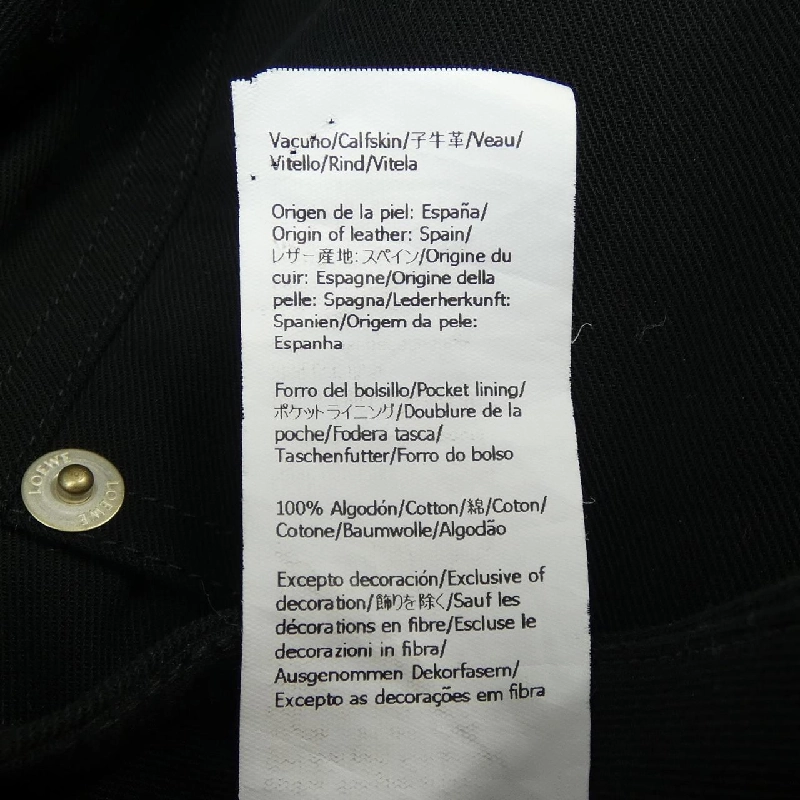 Vacuno/Calfskin/子牛革/Veau/
Vitello/Rind/Vitela
Origen de la piel: España/
Origin of leather: Spain/
レザー産地: スペイン/Origine du
cuir: Espagne/Origine della
pelle: Spagna/Lederherkunft:
Spanien/Origem da pele:
Espanha
Forro del bolsillo/Pocket lining/
ポケットライニング/Doublure de la
poche/Fodera tasca/
Taschenfutter/Forro do bolso
100% Algodón/Cotton/綿/Coton/
Cotone/Baumwolle/Algodão
Excepto decoración/Exclusive of
decoration/飾りを除く/Sauf les
décorations en fibre/Escluse le
decorazioni in fibra/
Ausgenommen Dekorfasern/
Excepto as decorações em fibra
LOEWE
LOEWE